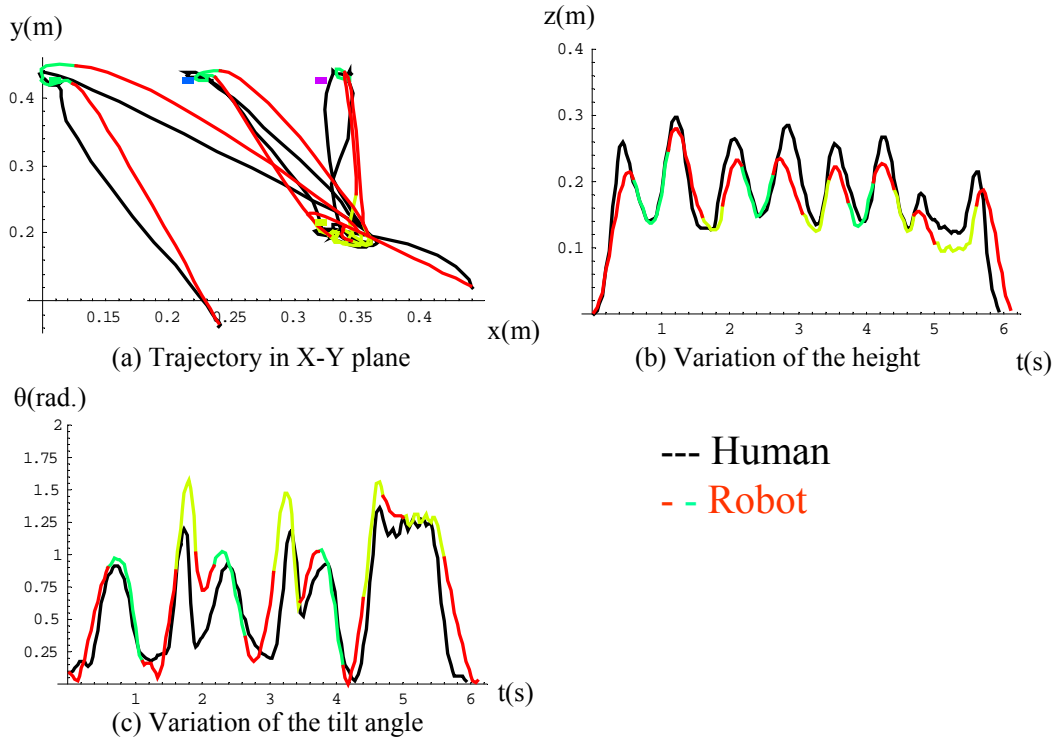 y(m)
0.4
0.3
0.2
0.15 0.2 0.25 0.3 0.35 0.4
x(m)
(a) Trajectory in X-Y plane
z(m)
0.4
0.3
0.2
0.1
1 2 3 4 5 6
t(s)
(b) Variation of the height
θ(rad.)
2
1.75
1.5
1.25
1
0.75
0.5
0.25
1 2 3 4 5 6
t(s)
(c) Variation of the tilt angle
--- Human
- - Robot